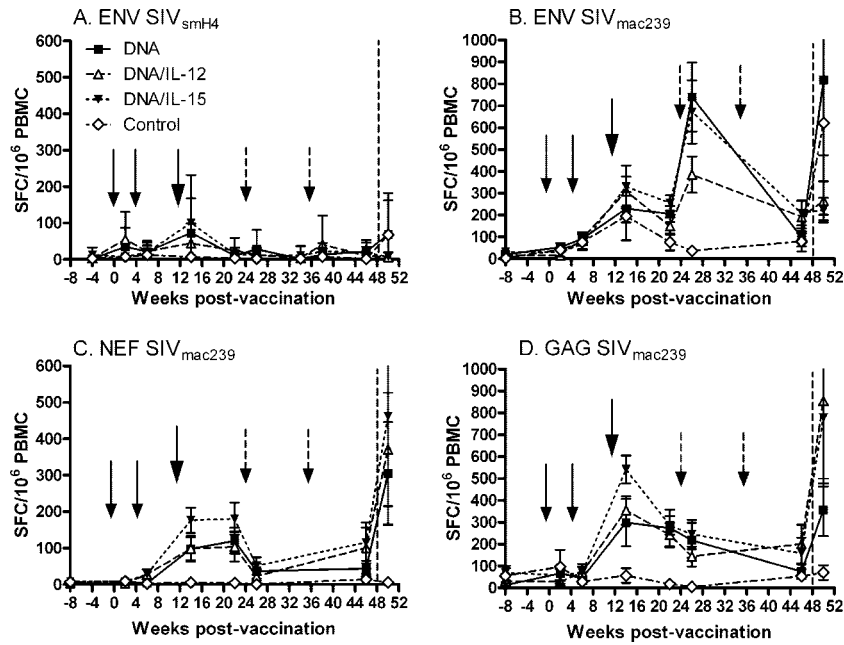 A. ENV SIVsmH4
600
500
400
300
200
100
0
SFC/10⁶ PBMC
DNA
DNA/IL-12
DNA/IL-15
Control
-8 -4 0 4 8 12 16 20 24 28 32 36 40 44 48 52
Weeks post-vaccination
B. ENV SIVmac239
1000
900
800
700
600
500
400
300
200
100
0
SFC/10⁶ PBMC
-8 -4 0 4 8 12 16 20 24 28 32 36 40 44 48 52
Weeks post-vaccination
C. NEF SIVmac239
600
500
400
300
200
100
0
SFC/10⁶ PBMC
-8 -4 0 4 8 12 16 20 24 28 32 36 40 44 48 52
Weeks post-vaccination
D. GAG SIVmac239
1000
900
800
700
600
500
400
300
200
100
0
SFC/10⁶ PBMC
-8 -4 0 4 8 12 16 20 24 28 32 36 40 44 48 52
Weeks post-vaccination